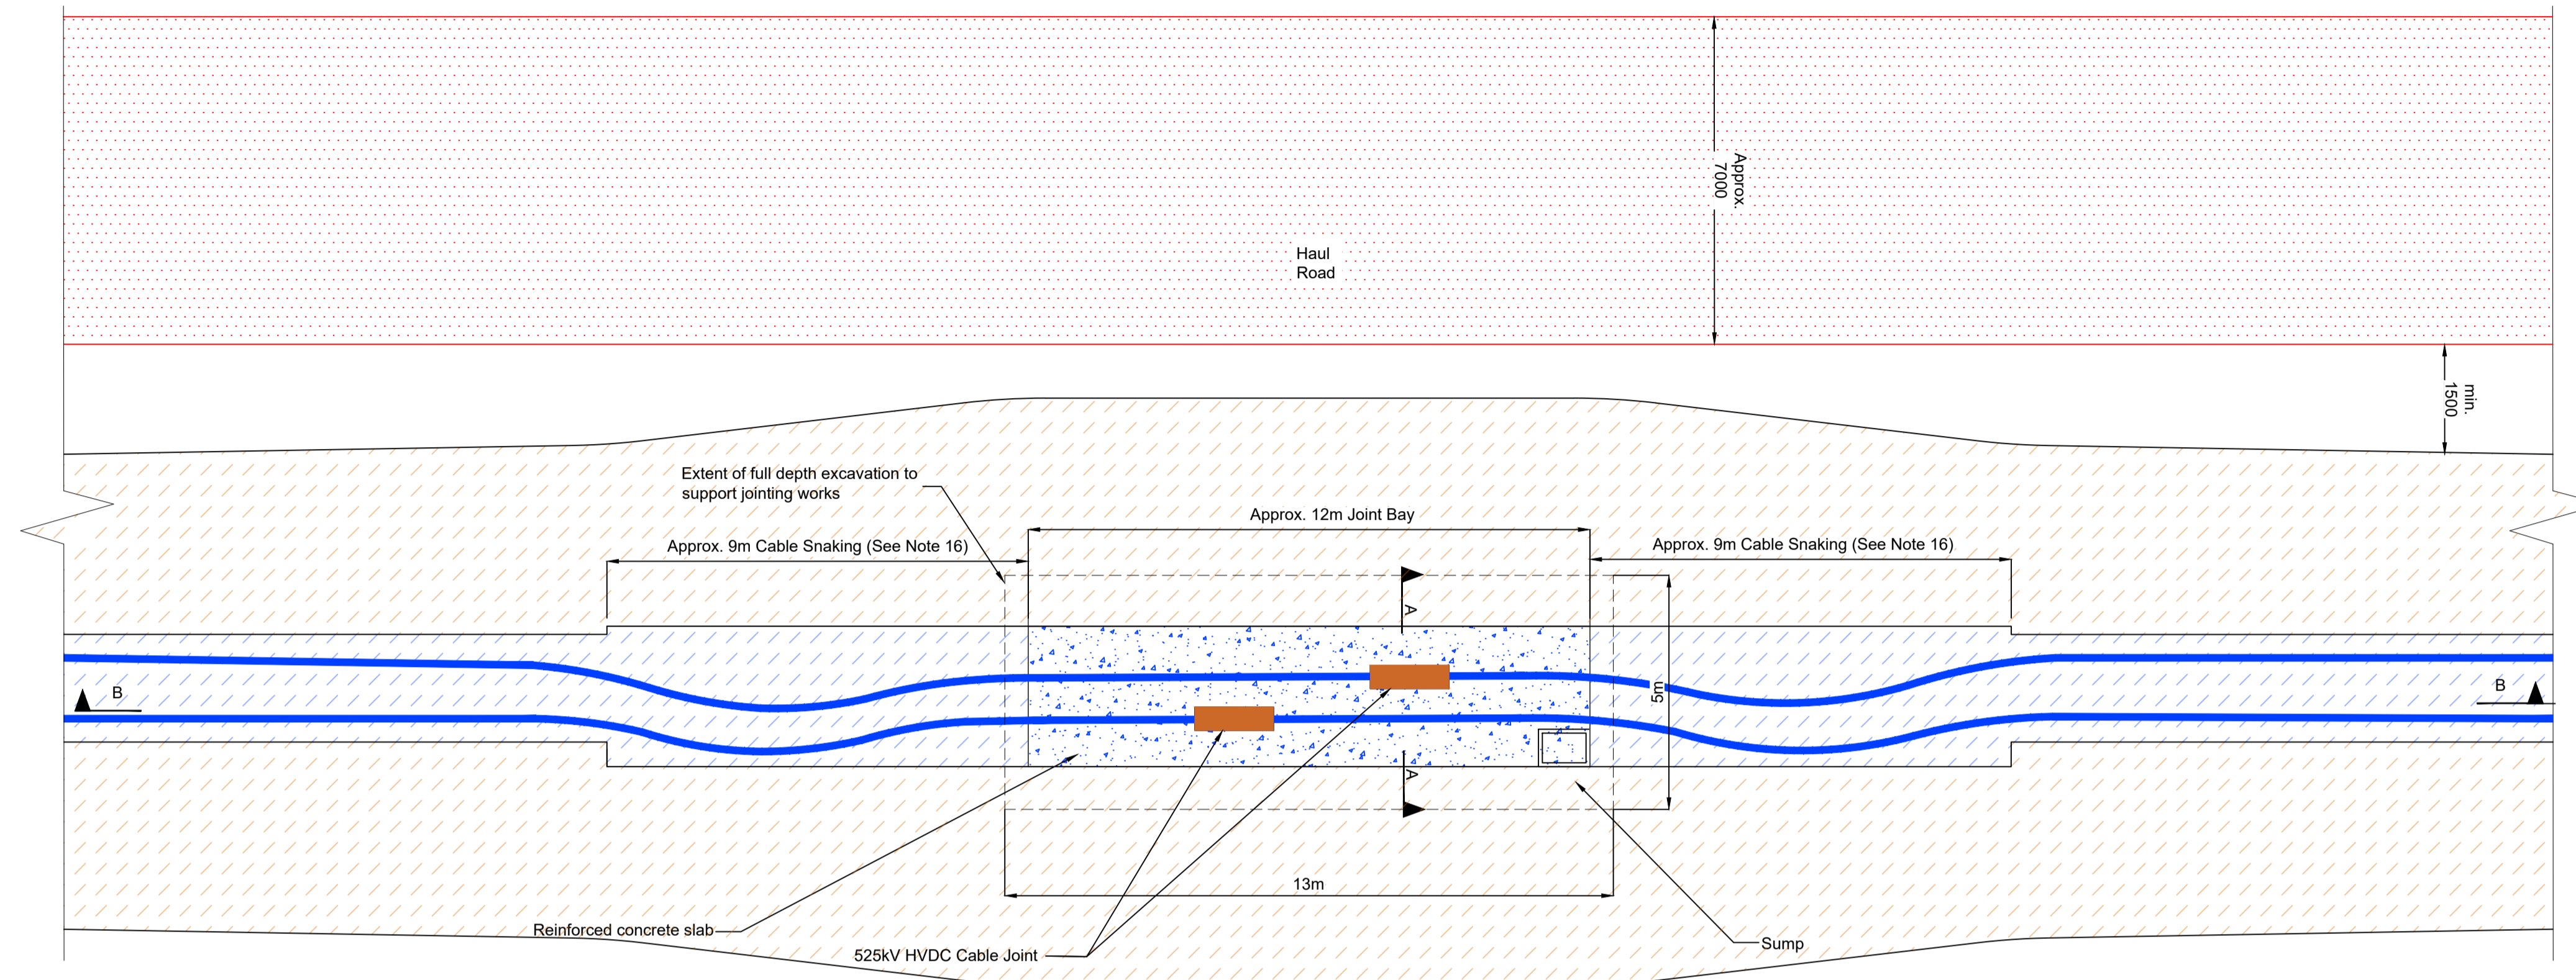 Approx.
7000
Haul
Road
min.
1500
Extent of full depth excavation to
support jointing works
Approx. 12m Joint Bay
Approx. 9m Cable Snaking (See Note 16)
Approx. 9m Cable Snaking (See Note 16)
A
5m
B
B
A
13m
Reinforced concrete slab
525kV HVDC Cable Joint
Sump